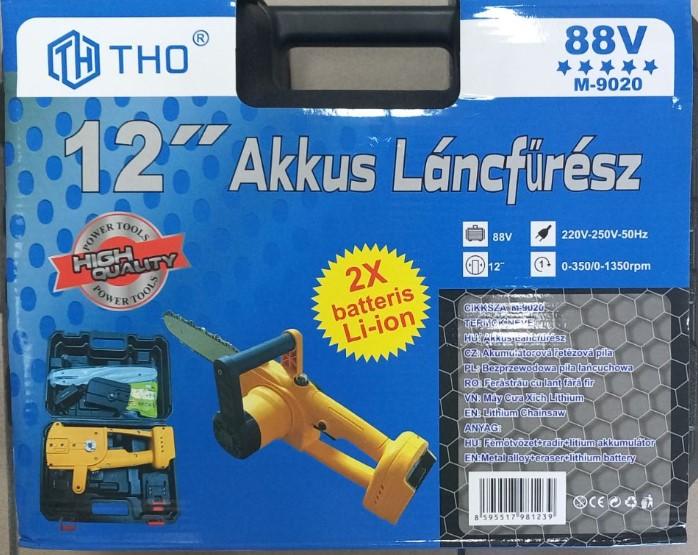 TH THO®
88V
M-9020
12” Akkus Láncfűrész
POWER TOOLS
HIGH
QUALITY
POWER TOOLS
88V
220V-250V-50Hz
12"
0-350/0-1350rpm
2X
batteris
Li-ion
CIKKSZA: M-9020
HU: Akkus láncfűrész
CZ: Akumulátorová řetězová pila
PL: Bezprzewodowa piła łańcuchowa
RO: Ferăstrău cu lanț fără fir
VN: Máy Cưa Xích Lithium
EN: Lithium Chainsaw
ANYAG:
HU: Fémötvözet+radír+lítium akkumulátor
EN:Metal alloy+eraser+lithium battery
8 595517 981239
CE